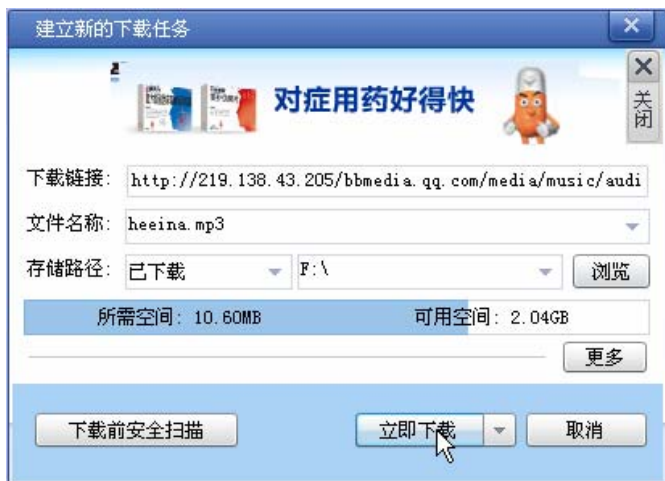 建立新的下载任务
对症用药好得快
关闭
下载链接: http://219.138.43.205/bbmedia.qq.com/media/music/audi
文件名称: heeina.mp3
存储路径: 已下载 F:\ 浏览
所需空间: 10.60MB 可用空间: 2.04GB
更多
下载前安全扫描 立即下载 取消